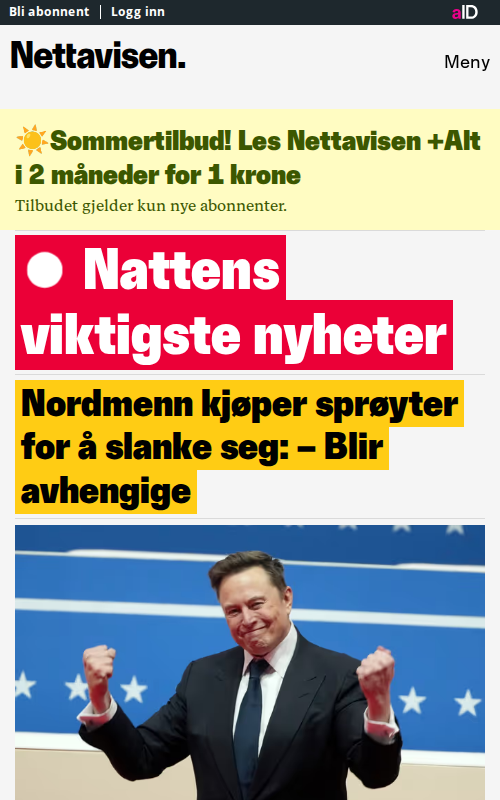 Bli abonnent
Logg inn
aID
Nettavisen.
Meny
☀️Sommertilbud! Les Nettavisen +Alt
i 2 måneder for 1 krone
Tilbudet gjelder kun nye abonnenter.
Nattens
viktigste nyheter
Nordmenn kjøper sprøyter
for å slanke seg: – Blir
avhengige